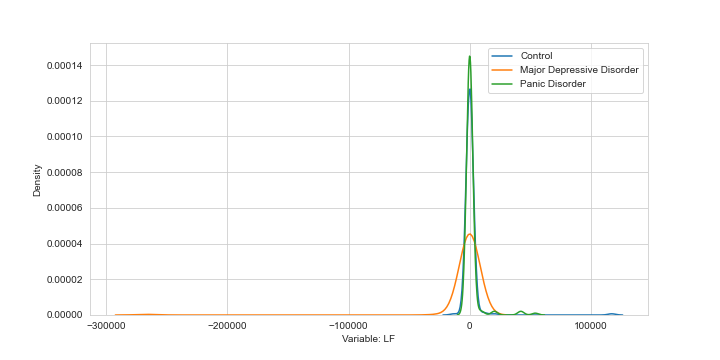 Control
Major Depressive Disorder
Panic Disorder
0.00014
0.00012
0.00010
0.00008
0.00006
0.00004
0.00002
0.00000
Density
−300000 −200000 −100000 0 100000
Variable: LF